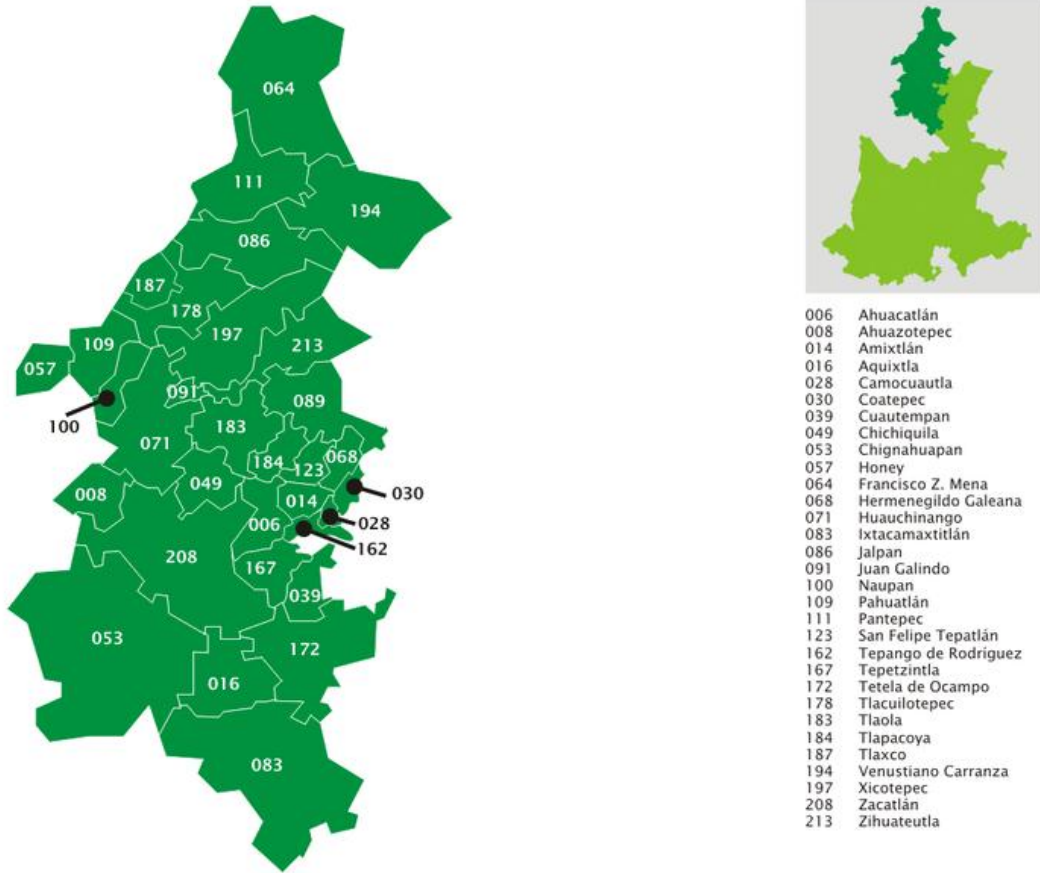 064
111
194
086
187
178
197
109
213
057
091
089
100
071
183
184
068
123
008
049
030
014
006
028
162
208
167
039
053
172
016
083
006 Ahuacatlán
008 Ahuazotepec
014 Amixtlán
016 Aquixtla
028 Camocuautla
030 Coatepec
039 Cuautempan
049 Chichiquila
053 Chignahuapan
057 Honey
064 Francisco Z. Mena
068 Hermenegildo Galeana
071 Huauchinango
083 Ixtacamaxtitlán
086 Jalpan
091 Juan Galindo
100 Naupan
109 Pahuatlán
111 Pantepec
123 San Felipe Tepatlán
162 Tepango de Rodríguez
167 Tepetzintla
172 Tetela de Ocampo
178 Tlacuilotepec
183 Tlaola
184 Tlapacoya
187 Tlaxco
194 Venustiano Carranza
197 Xicotepec
208 Zacatlán
213 Zihuateutla